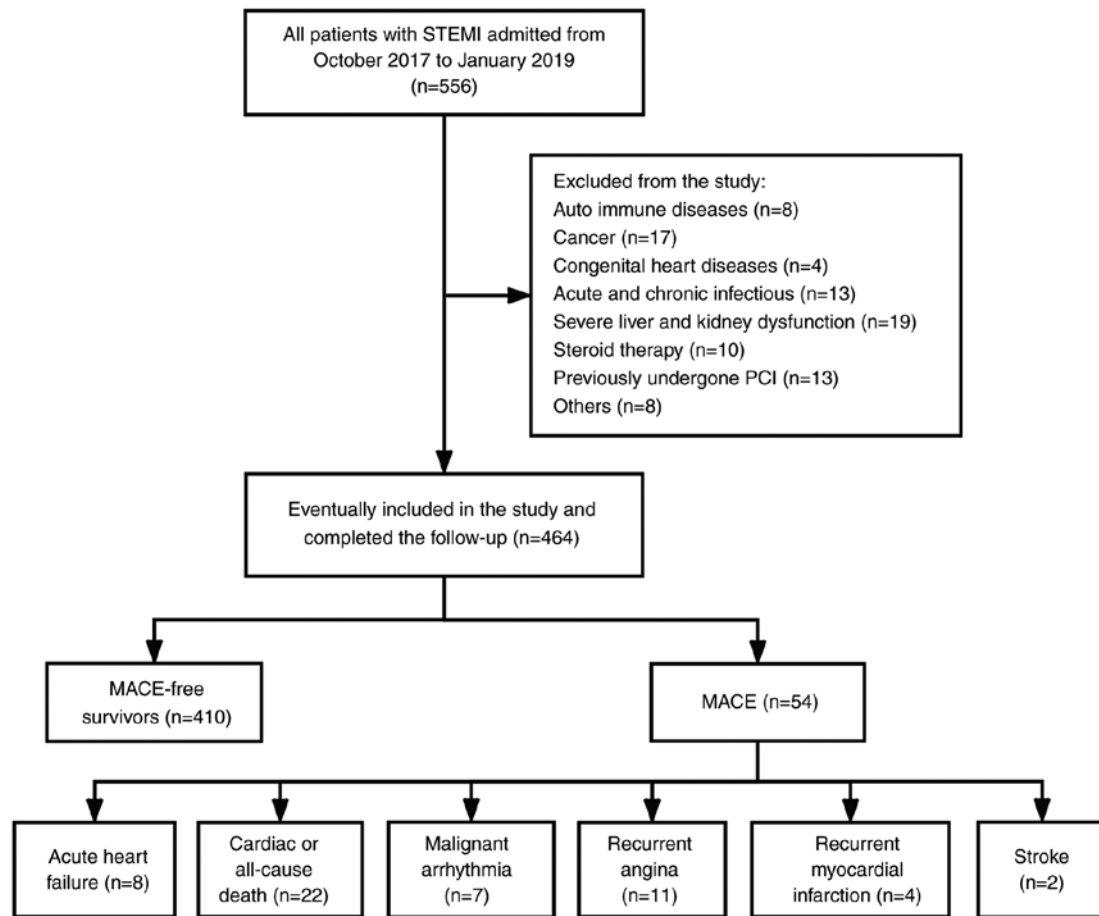 All patients with STEMI admitted from
October 2017 to January 2019
(n=556)
Excluded from the study:
Auto immune diseases (n=8)
Cancer (n=17)
Congenital heart diseases (n=4)
Acute and chronic infectious (n=13)
Severe liver and kidney dysfunction (n=19)
Steroid therapy (n=10)
Previously undergone PCI (n=13)
Others (n=8)
Eventually included in the study and
completed the follow-up (n=464)
MACE-free
survivors (n=410)
MACE (n=54)
Acute heart
failure (n=8)
Cardiac or
all-cause
death (n=22)
Malignant
arrhythmia
(n=7)
Recurrent
angina
(n=11)
Recurrent
myocardial
infarction (n=4)
Stroke
(n=2)